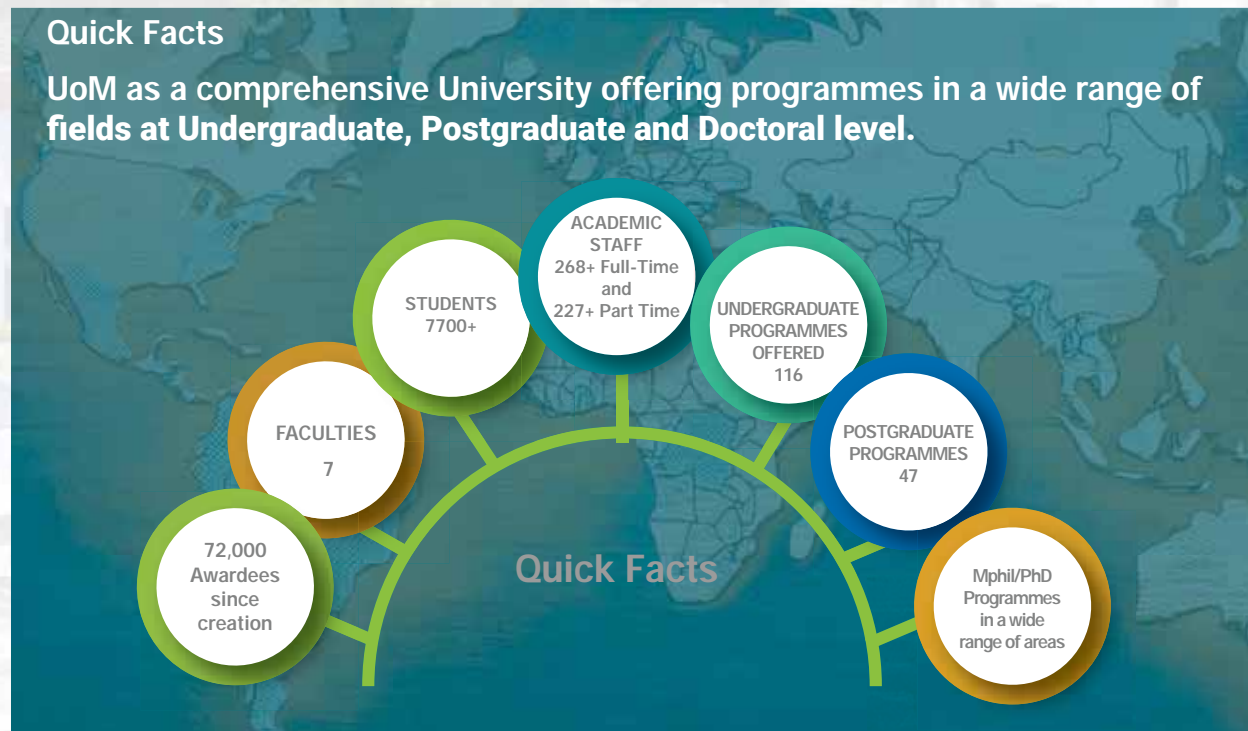 Quick Facts
UoM as a comprehensive University offering programmes in a wide range of
fields at Undergraduate, Postgraduate and Doctoral level.
72,000
Awardees
since
creation
FACULTIES
7
STUDENTS
7700+
ACADEMIC
STAFF
268+ Full-Time
and
227+ Part Time
UNDERGRADUATE
PROGRAMMES
OFFERED
116
POSTGRADUATE
PROGRAMMES
47
Mphil/PhD
Programmes
in a wide
range of areas
Quick Facts